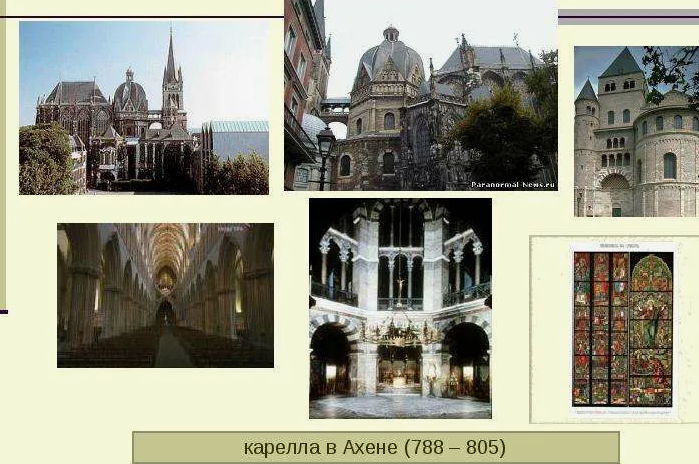 Paranormal-News.ru
карелла в Ахене (788 – 805)